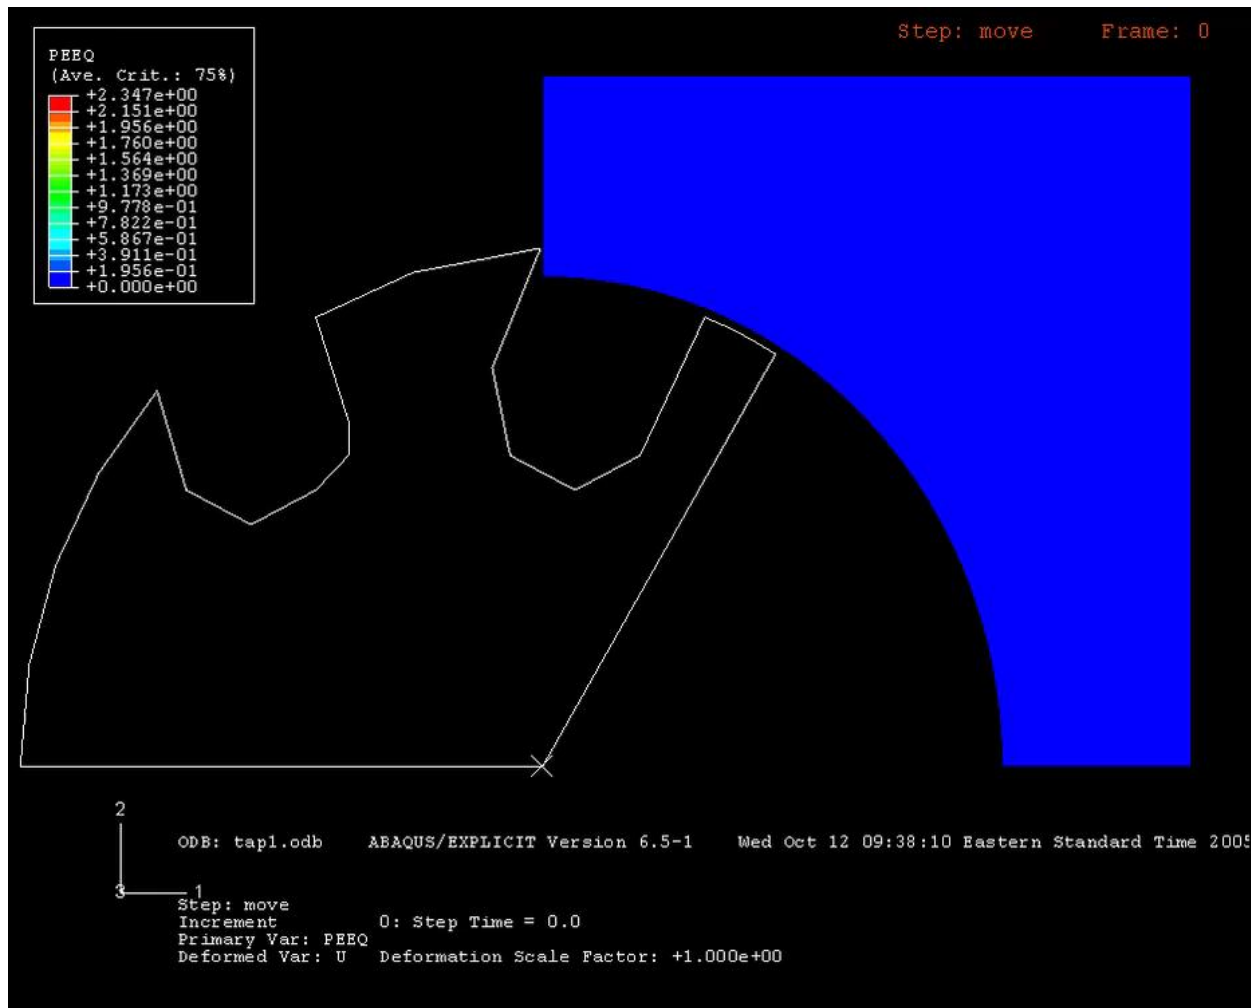 Step: move    Frame: 0
PEEQ
(Ave. Crit.: 75%)
+2.347e+00
+2.151e+00
+1.956e+00
+1.760e+00
+1.564e+00
+1.369e+00
+1.173e+00
+9.778e-01
+7.822e-01
+5.867e-01
+3.911e-01
+1.956e-01
+0.000e+00
2
3
1
ODB: tap1.odb    ABAQUS/EXPLICIT Version 6.5-1    Wed Oct 12 09:38:10 Eastern Standard Time 2005
Step: move
Increment    0: Step Time = 0.0
Primary Var: PEEQ
Deformed Var: U    Deformation Scale Factor: +1.000e+00